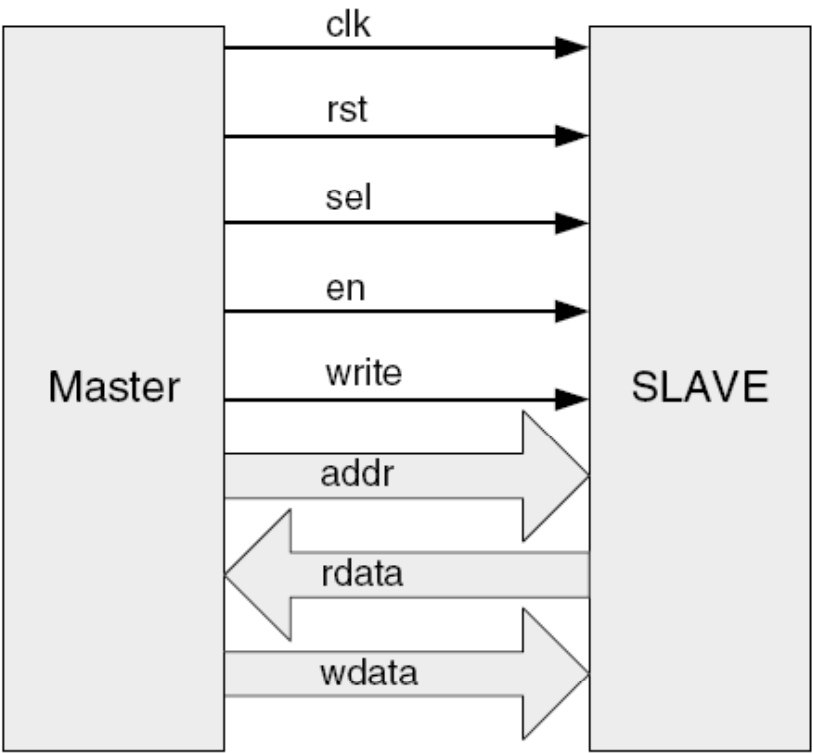 clk
rst
sel
en
write
Master
SLAVE
addr
rdata
wdata